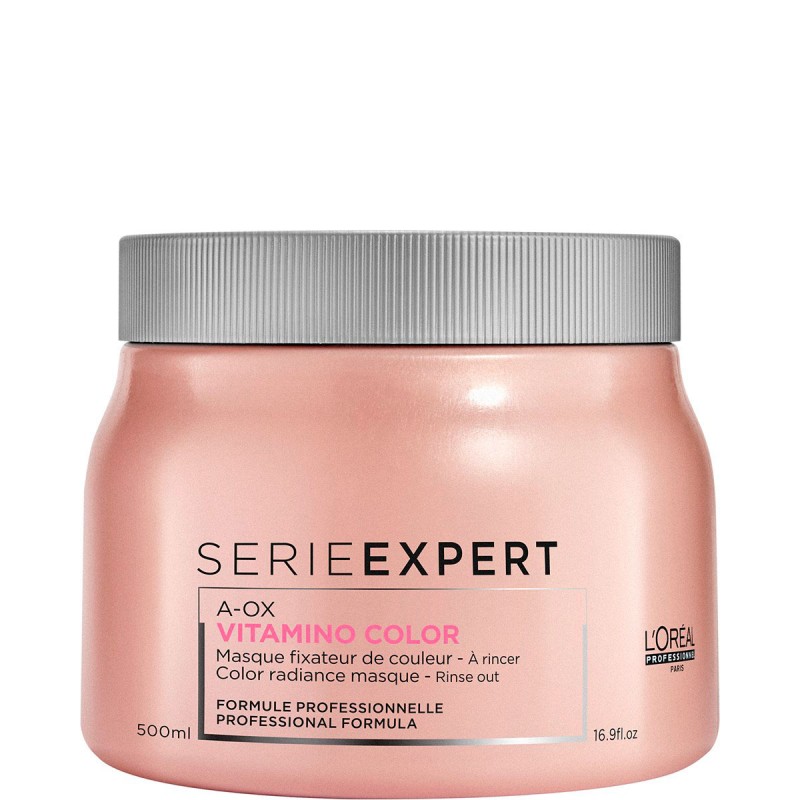 SERIEEXPERT
A-OX
VITAMINO COLOR
Masque fixateur de couleur - À rincer
Color radiance masque - Rinse out
FORMULE PROFESSIONNELLE
PROFESSIONAL FORMULA
500ml
16.9fl.oz
L'ORÉAL
PROFESSIONNEL
PARIS